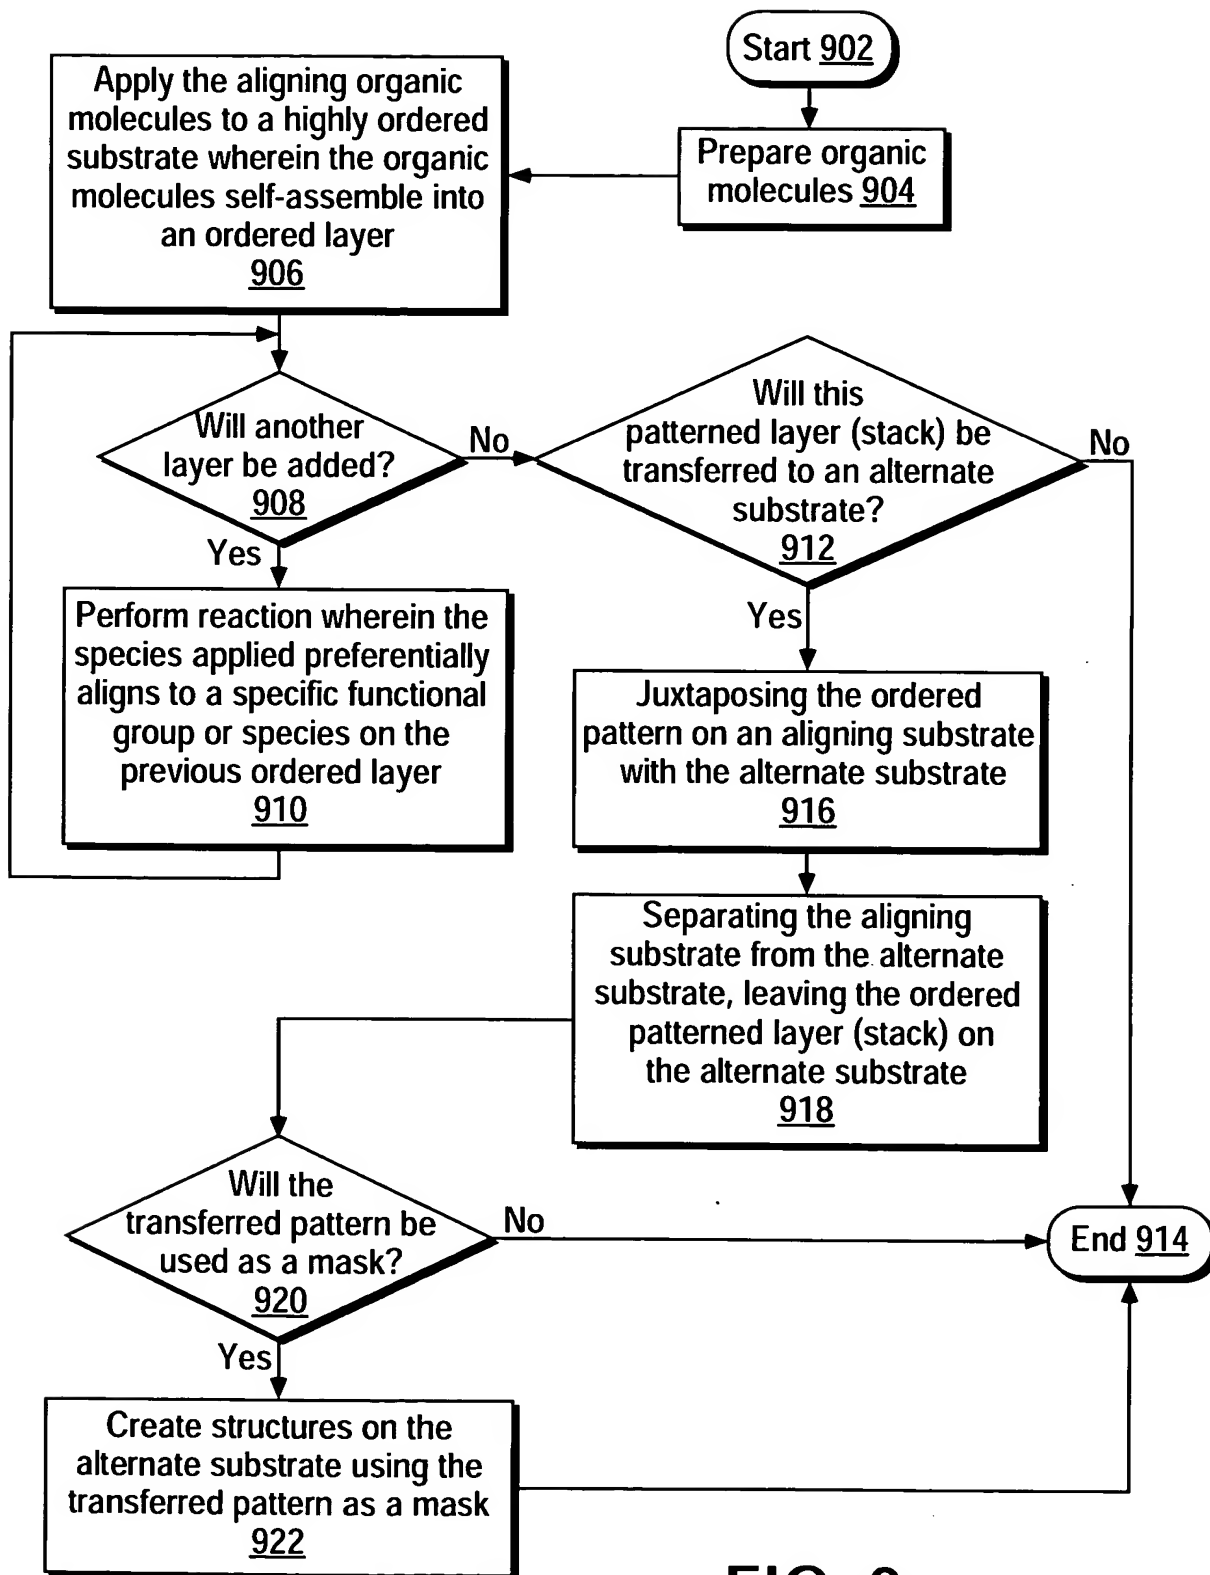 Start 902
Prepare organic
molecules 904
Apply the aligning organic
molecules to a highly ordered
substrate wherein the organic
molecules self-assemble into
an ordered layer
906
Will another
layer be added?
908
No
Yes
Perform reaction wherein the
species applied preferentially
aligns to a specific functional
group or species on the
previous ordered layer
910
Will this
patterned layer (stack) be
transferred to an alternate
substrate?
912
No
Yes
Juxtaposing the ordered
pattern on an aligning substrate
with the alternate substrate
916
Separating the aligning
substrate from the alternate
substrate, leaving the ordered
patterned layer (stack) on
the alternate substrate
918
Will the
transferred pattern be
used as a mask?
920
No
Yes
End 914
Create structures on the
alternate substrate using the
transferred pattern as a mask
922